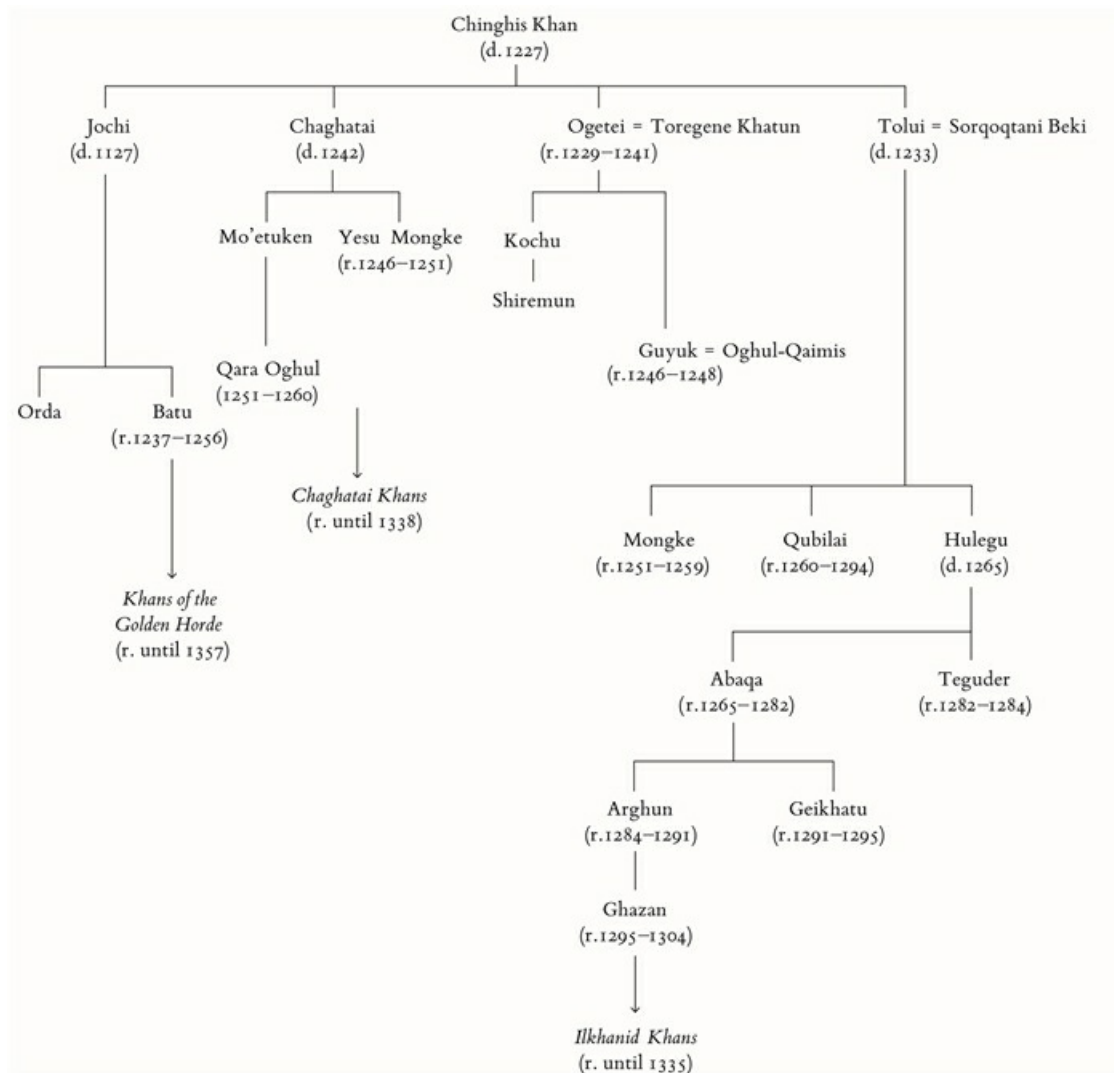 Chinghis Khan
(d. 1227)
Jochi
(d. 1127)
Chaghatai
(d. 1242)
Ogetei = Toregene Khatun
(r. 1229–1241)
Tolui = Sorqoqtani Beki
(d. 1233)
Mo'etuken
Yesu Mongke
(r. 1246–1251)
Kochu
Shiremun
Guyuk = Oghul-Qaimis
(r. 1246–1248)
Qara Oghul
(1251–1260)
Orda
Batu
(r. 1237–1256)
Chaghatai Khans
(r. until 1338)
Khans of the
Golden Horde
(r. until 1357)
Mongke
(r. 1251–1259)
Qubilai
(r. 1260–1294)
Hulegu
(d. 1265)
Abaqa
(r. 1265–1282)
Teguder
(r. 1282–1284)
Arghun
(r. 1284–1291)
Geikhatu
(r. 1291–1295)
Ghazan
(r. 1295–1304)
Ilkhanid Khans
(r. until 1335)